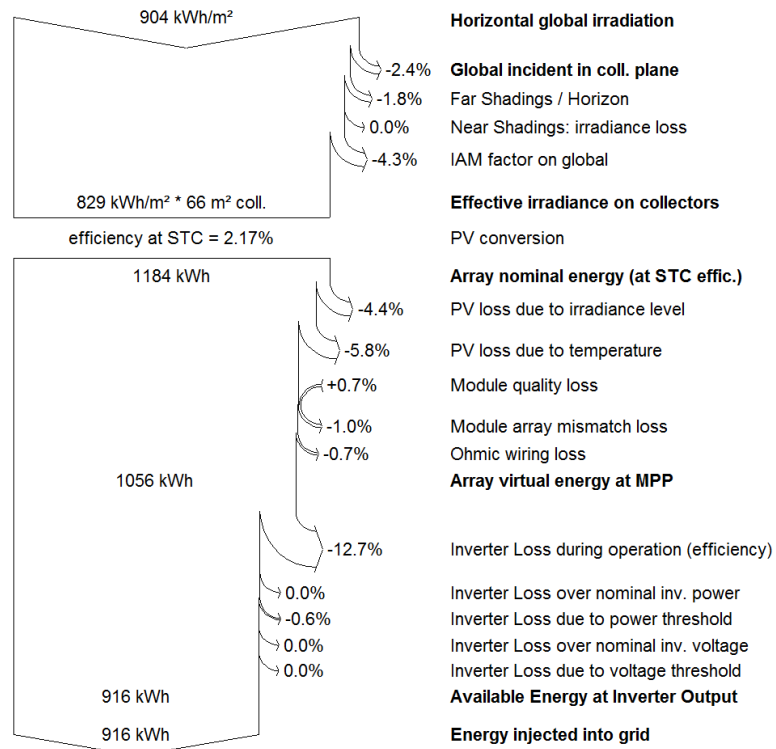 904 kWh/m² Horizontal global irradiation
-2.4% Global incident in coll. plane
-1.8% Far Shadings / Horizon
0.0% Near Shadings: irradiance loss
-4.3% IAM factor on global
829 kWh/m² * 66 m² coll. Effective irradiance on collectors
efficiency at STC = 2.17% PV conversion
1184 kWh Array nominal energy (at STC effic.)
-4.4% PV loss due to irradiance level
-5.8% PV loss due to temperature
+0.7% Module quality loss
-1.0% Module array mismatch loss
-0.7% Ohmic wiring loss
1056 kWh Array virtual energy at MPP
-12.7% Inverter Loss during operation (efficiency)
0.0% Inverter Loss over nominal inv. power
-0.6% Inverter Loss due to power threshold
0.0% Inverter Loss over nominal inv. voltage
0.0% Inverter Loss due to voltage threshold
916 kWh Available Energy at Inverter Output
916 kWh Energy injected into grid